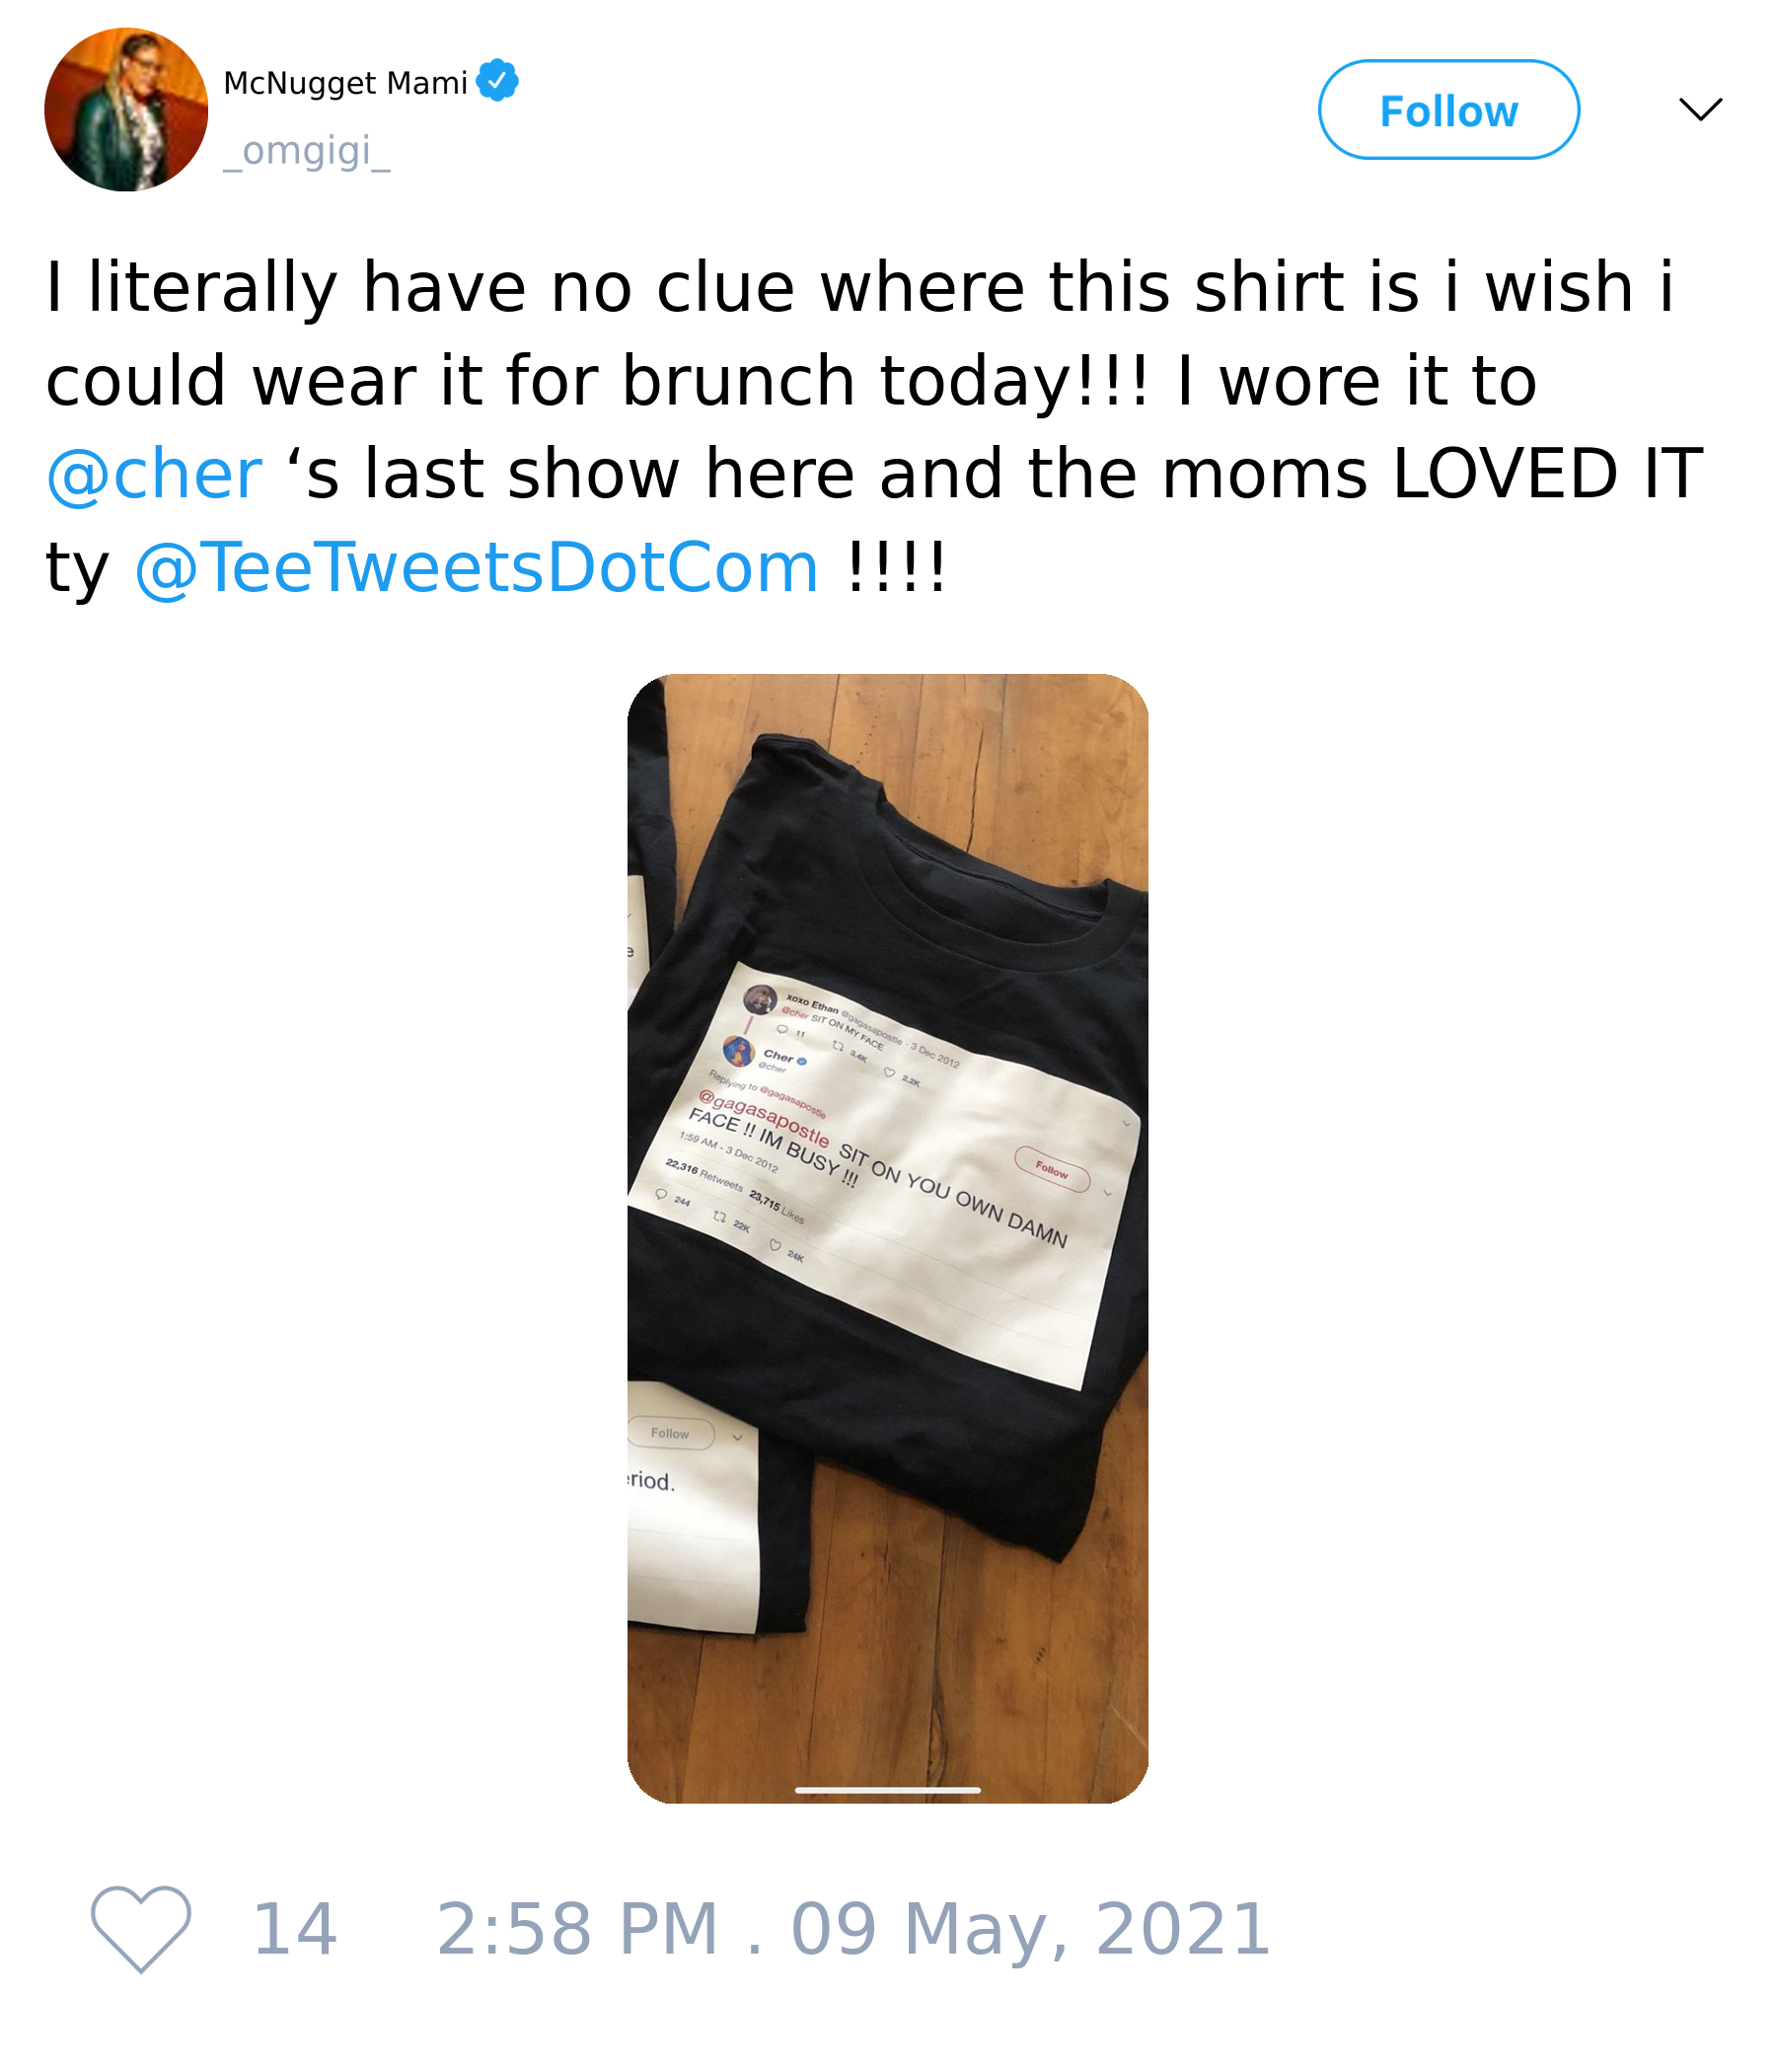 McNugget Mami
_omgigi_
Follow
I literally have no clue where this shirt is i wish i
could wear it for brunch today!!! I wore it to
@cher ‘s last show here and the moms LOVED IT
ty @TeeTweetsDotCom !!!!
xoxo Ethan @gagasapostle - 3 Dec 2012
@cher SIT ON MY FACE
11 3.4K 2.2K
Cher
@cher
Follow
Replying to @gagasapostle
@gagasapostle SIT ON YOU OWN DAMN
FACE !! IM BUSY !!!
1:59 AM - 3 Dec 2012
22,316 Retweets 23,715 Likes
244 22K 24K
Follow
riod.
14 2:58 PM . 09 May, 2021